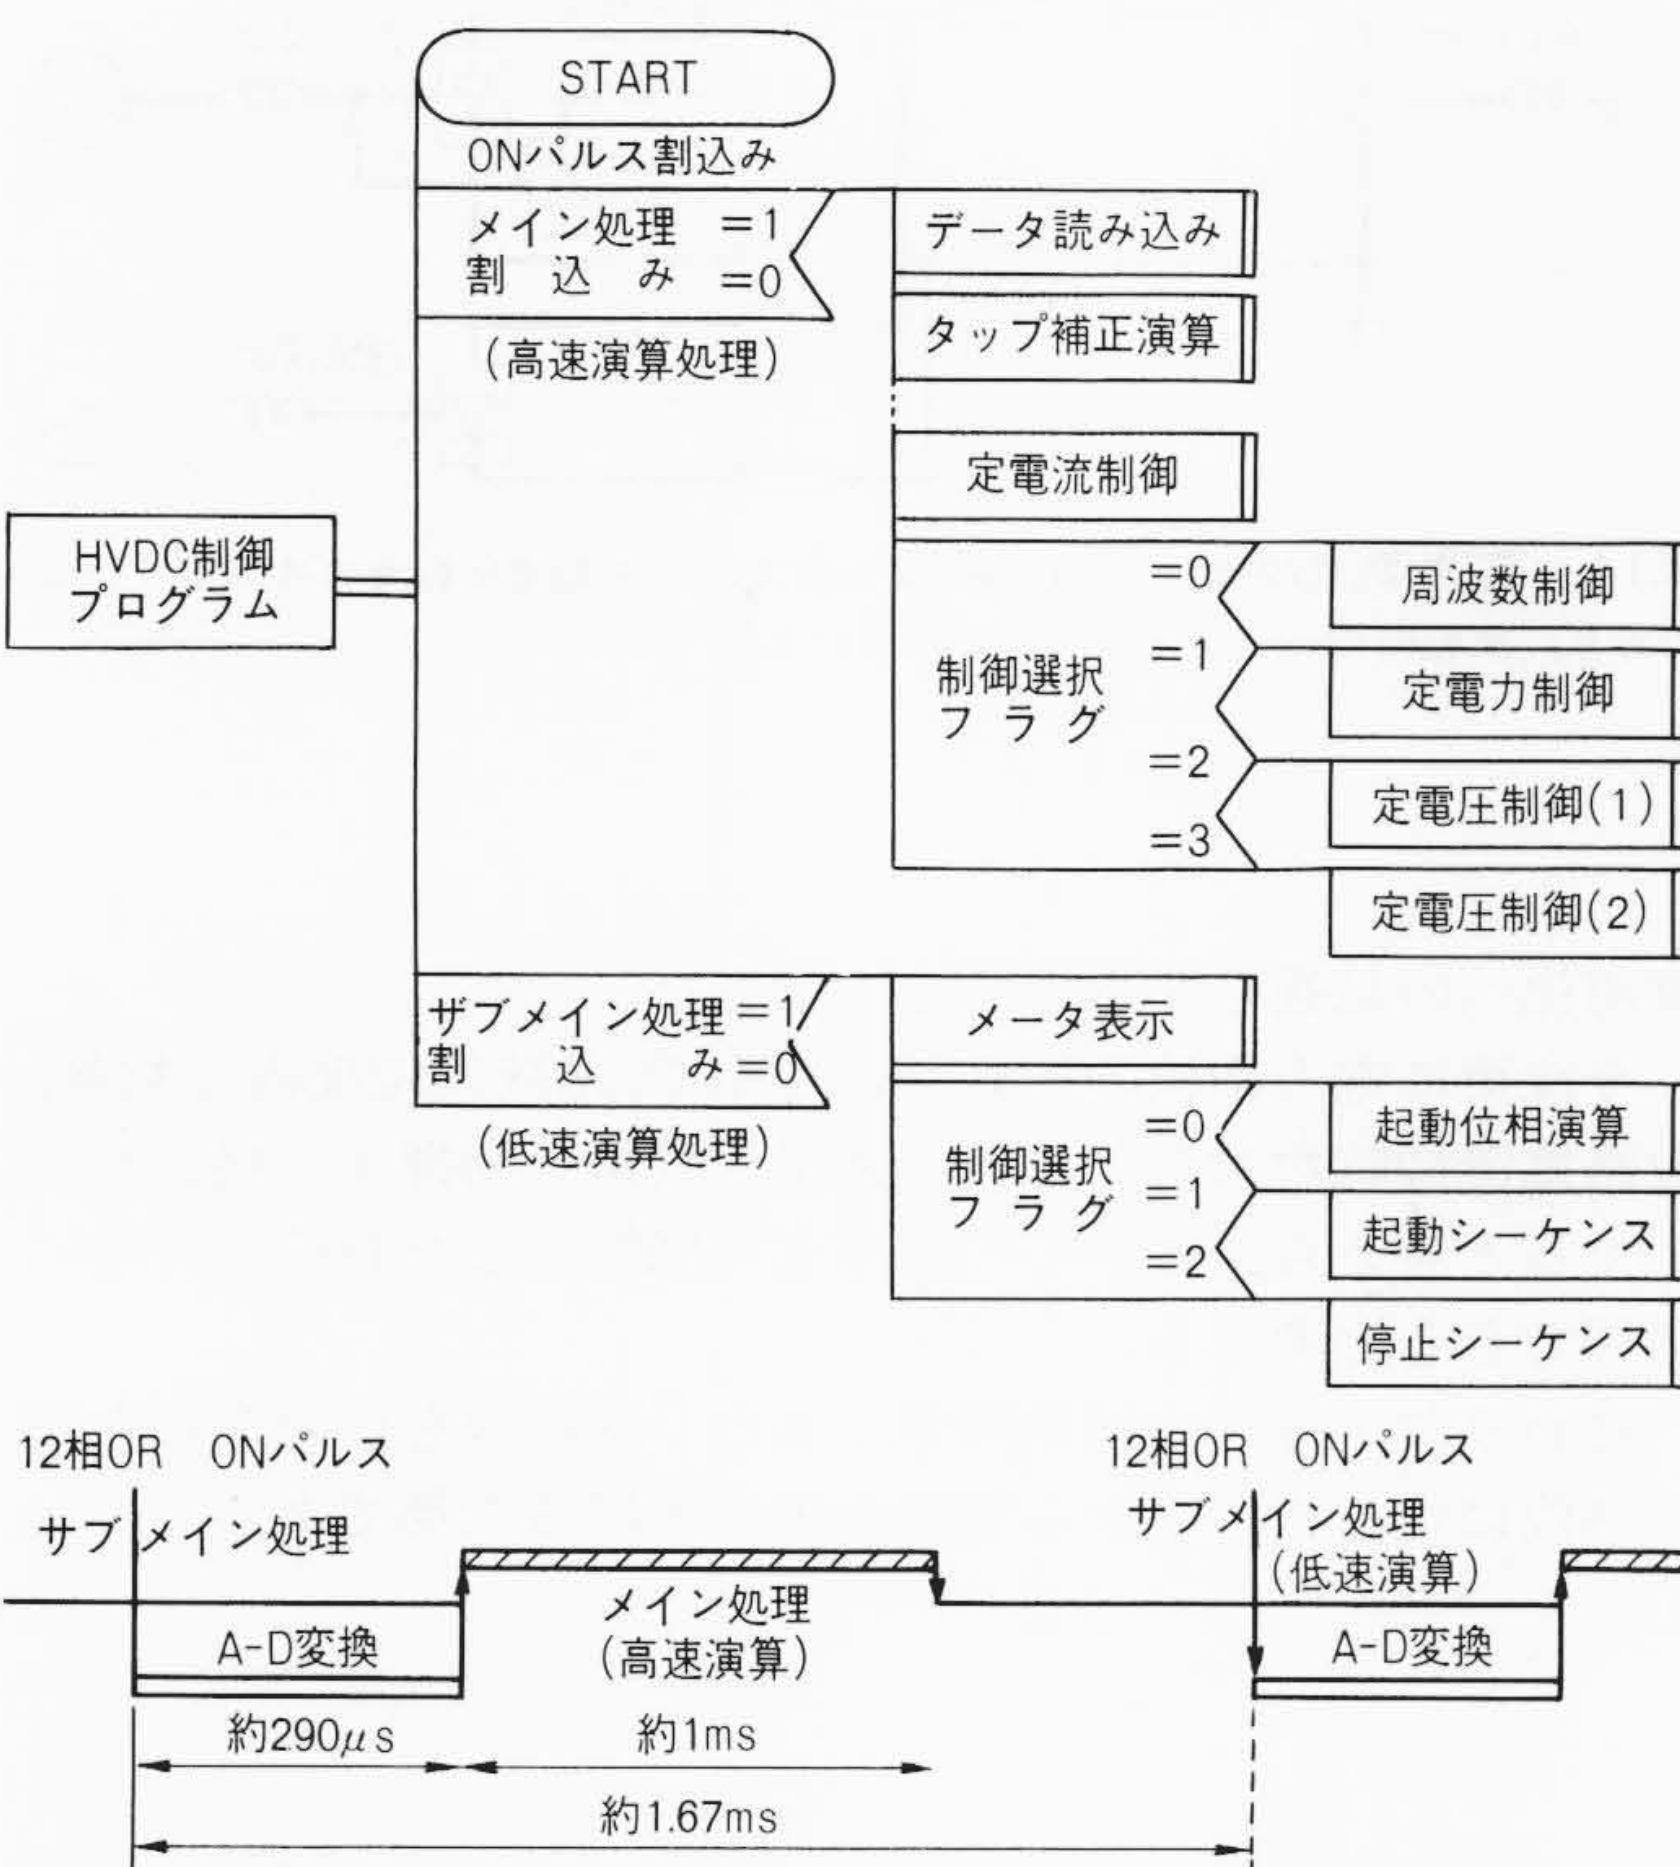 START
ONパルス割込み
メイン処理 =1
割込み =0
(高速演算処理)
データ読み込み
タップ補正演算
定電流制御
HVDC制御
プログラム
制御選択
フラグ
=0
=1
=2
=3
周波数制御
定電力制御
定電圧制御(1)
定電圧制御(2)
ザブメイン処理=1
割込み=0
(低速演算処理)
メータ表示
制御選択
フラグ
=0
=1
=2
起動位相演算
起動シーケンス
停止シーケンス
12相OR ONパルス
サブメイン処理
A-D変換
メイン処理
(高速演算)
12相OR ONパルス
サブメイン処理
(低速演算)
A-D変換
約290μs
約1ms
約1.67ms